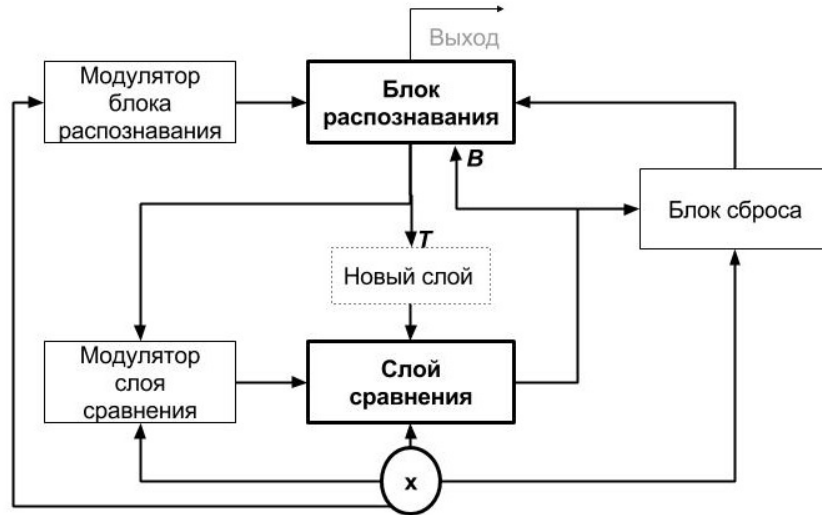 Выход
Модулятор
блока
распознавания
Блок
распознавания
B
Блок сброса
T
Новый слой
Модулятор
слоя
сравнения
Слой
сравнения
x